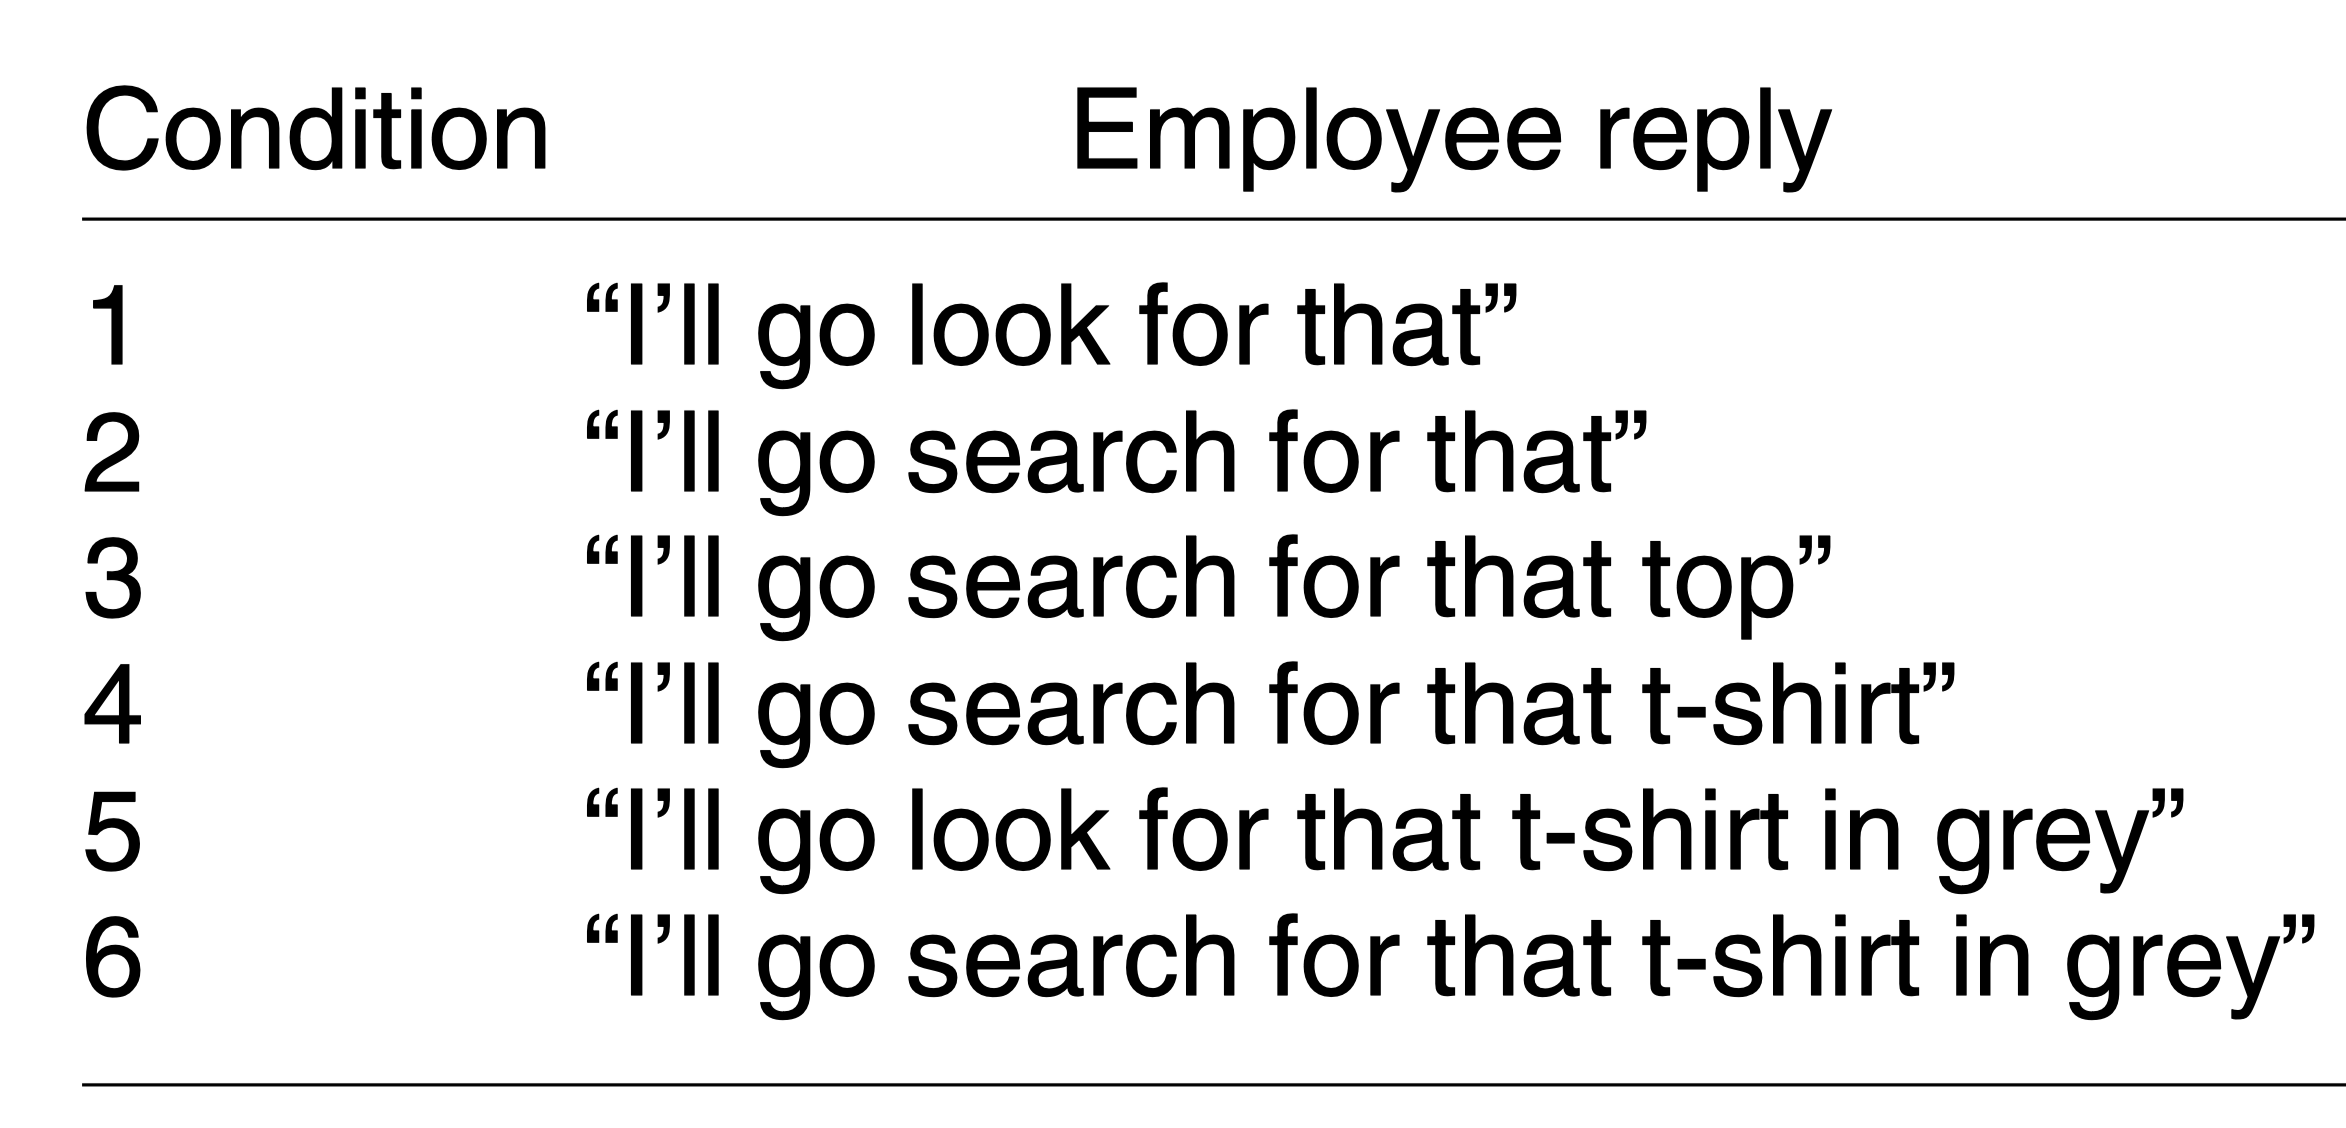 Condition Employee reply
1 “I’ll go look for that”
2 “I’ll go search for that”
3 “I’ll go search for that top”
4 “I’ll go search for that t-shirt”
5 “I’ll go look for that t-shirt in grey”
6 “I’ll go search for that t-shirt in grey”